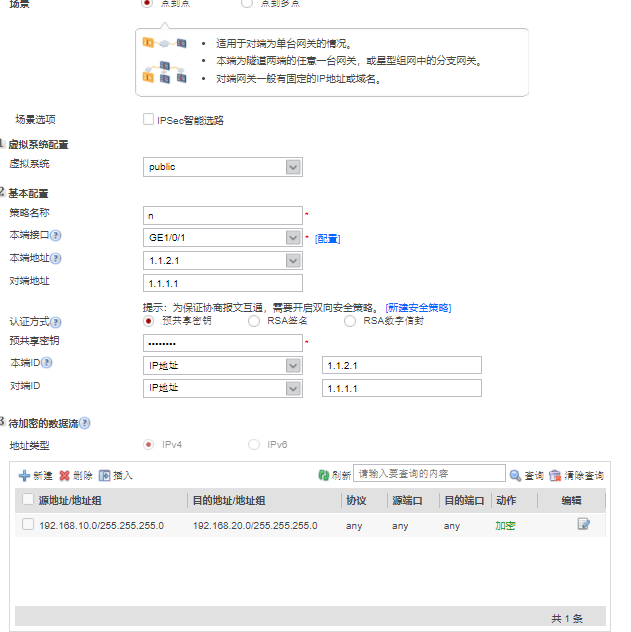 场景 点到点 点到多点
• 适用于对端为单台网关的情况。
• 本端为隧道两端的任意一台网关，或星型组网中的分支网关。
• 对端网关一般有固定的IP地址或域名。
场景选项 IPSec智能选路
1 虚拟系统配置
虚拟系统 public
2 基本配置
策略名称 n *
本端接口 ? GE1/0/1 * [配置]
本端地址 ? 1.1.2.1
对端地址 1.1.1.1
提示：为保证协商报文互通，需要开启双向安全策略。 [新建安全策略]
认证方式 ? 预共享密钥 RSA签名 RSA数字信封
预共享密钥 •••••••• *
本端ID ? IP地址 1.1.2.1
对端ID IP地址 1.1.1.1
3 待加密的数据流 ?
地址类型 IPv4 IPv6
新建 删除 插入 刷新 请输入要查询的内容 查询 清除查询
源地址/地址组 目的地址/地址组 协议 源端口 目的端口 动作 编辑
192.168.10.0/255.255.255.0 192.168.20.0/255.255.255.0 any any any 加密
共 1 条